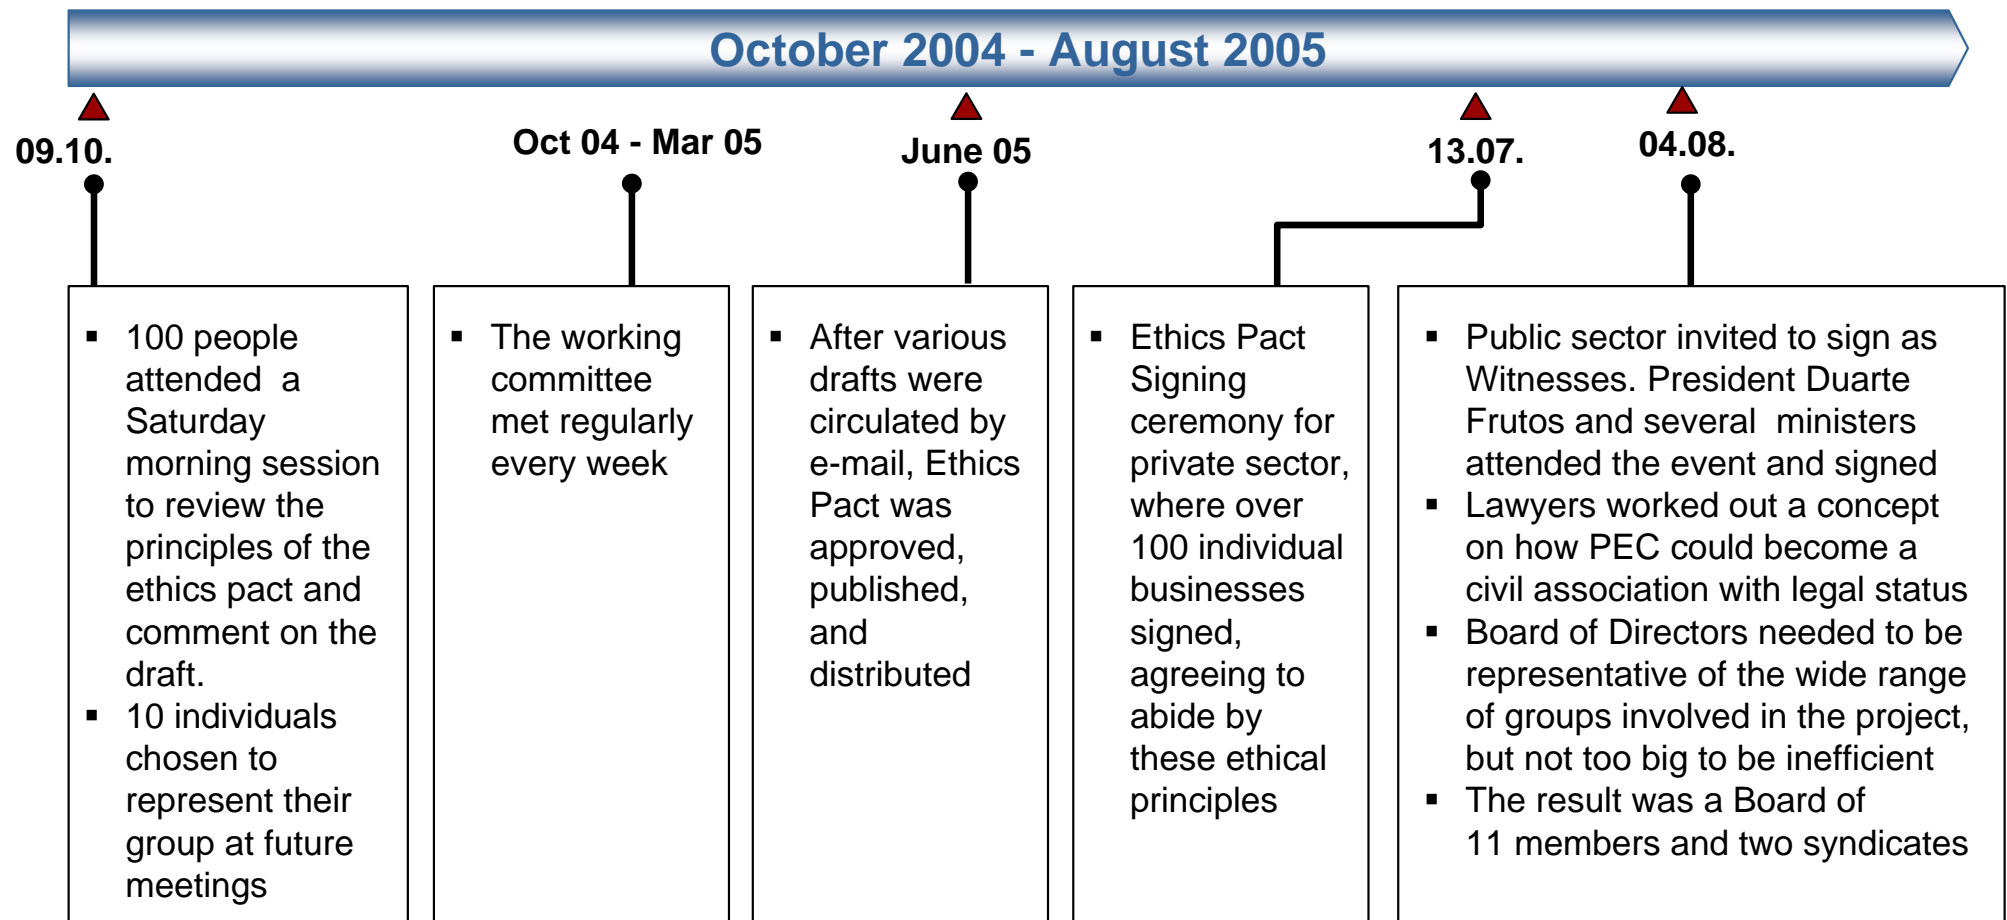 October 2004 - August 2005
09.10.
Oct 04 - Mar 05
June 05
13.07.
04.08.
▪ 100 people
attended a
Saturday
morning session
to review the
principles of the
ethics pact and
comment on the
draft.
▪ 10 individuals
chosen to
represent their
group at future
meetings
▪ The working
committee
met regularly
every week
▪ After various
drafts were
circulated by
e-mail, Ethics
Pact was
approved,
published,
and
distributed
▪ Ethics Pact
Signing
ceremony for
private sector,
where over
100 individual
businesses
signed,
agreeing to
abide by
these ethical
principles
▪ Public sector invited to sign as
Witnesses. President Duarte
Frutos and several ministers
attended the event and signed
▪ Lawyers worked out a concept
on how PEC could become a
civil association with legal status
▪ Board of Directors needed to be
representative of the wide range
of groups involved in the project,
but not too big to be inefficient
▪ The result was a Board of
11 members and two syndicates